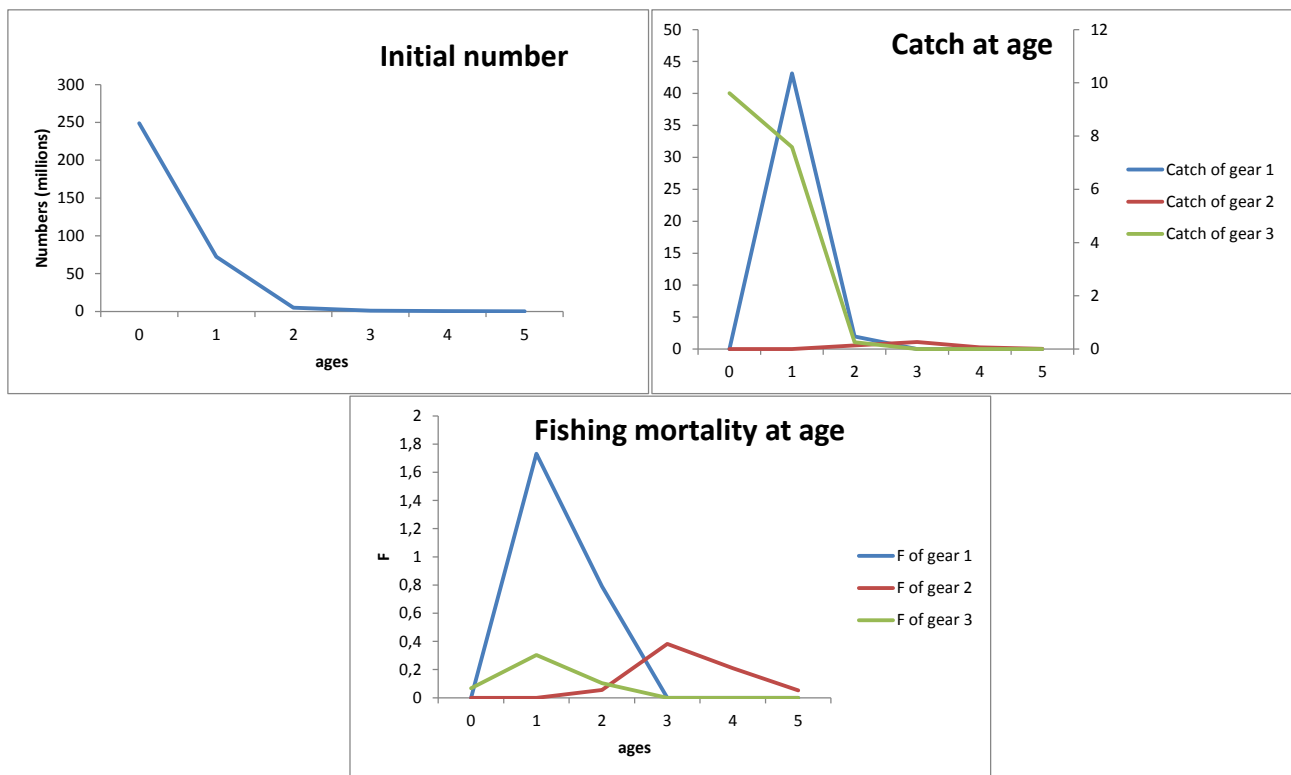 Initial number
Numbers (millions)
300
250
200
150
100
50
0
0 1 2 3 4 5
ages
Catch at age
50
45
40
35
30
25
20
15
10
5
0
12
10
8
6
4
2
0
0 1 2 3 4 5
Catch of gear 1
Catch of gear 2
Catch of gear 3
Fishing mortality at age
F
2
1,8
1,6
1,4
1,2
1
0,8
0,6
0,4
0,2
0
0 1 2 3 4 5
ages
F of gear 1
F of gear 2
F of gear 3